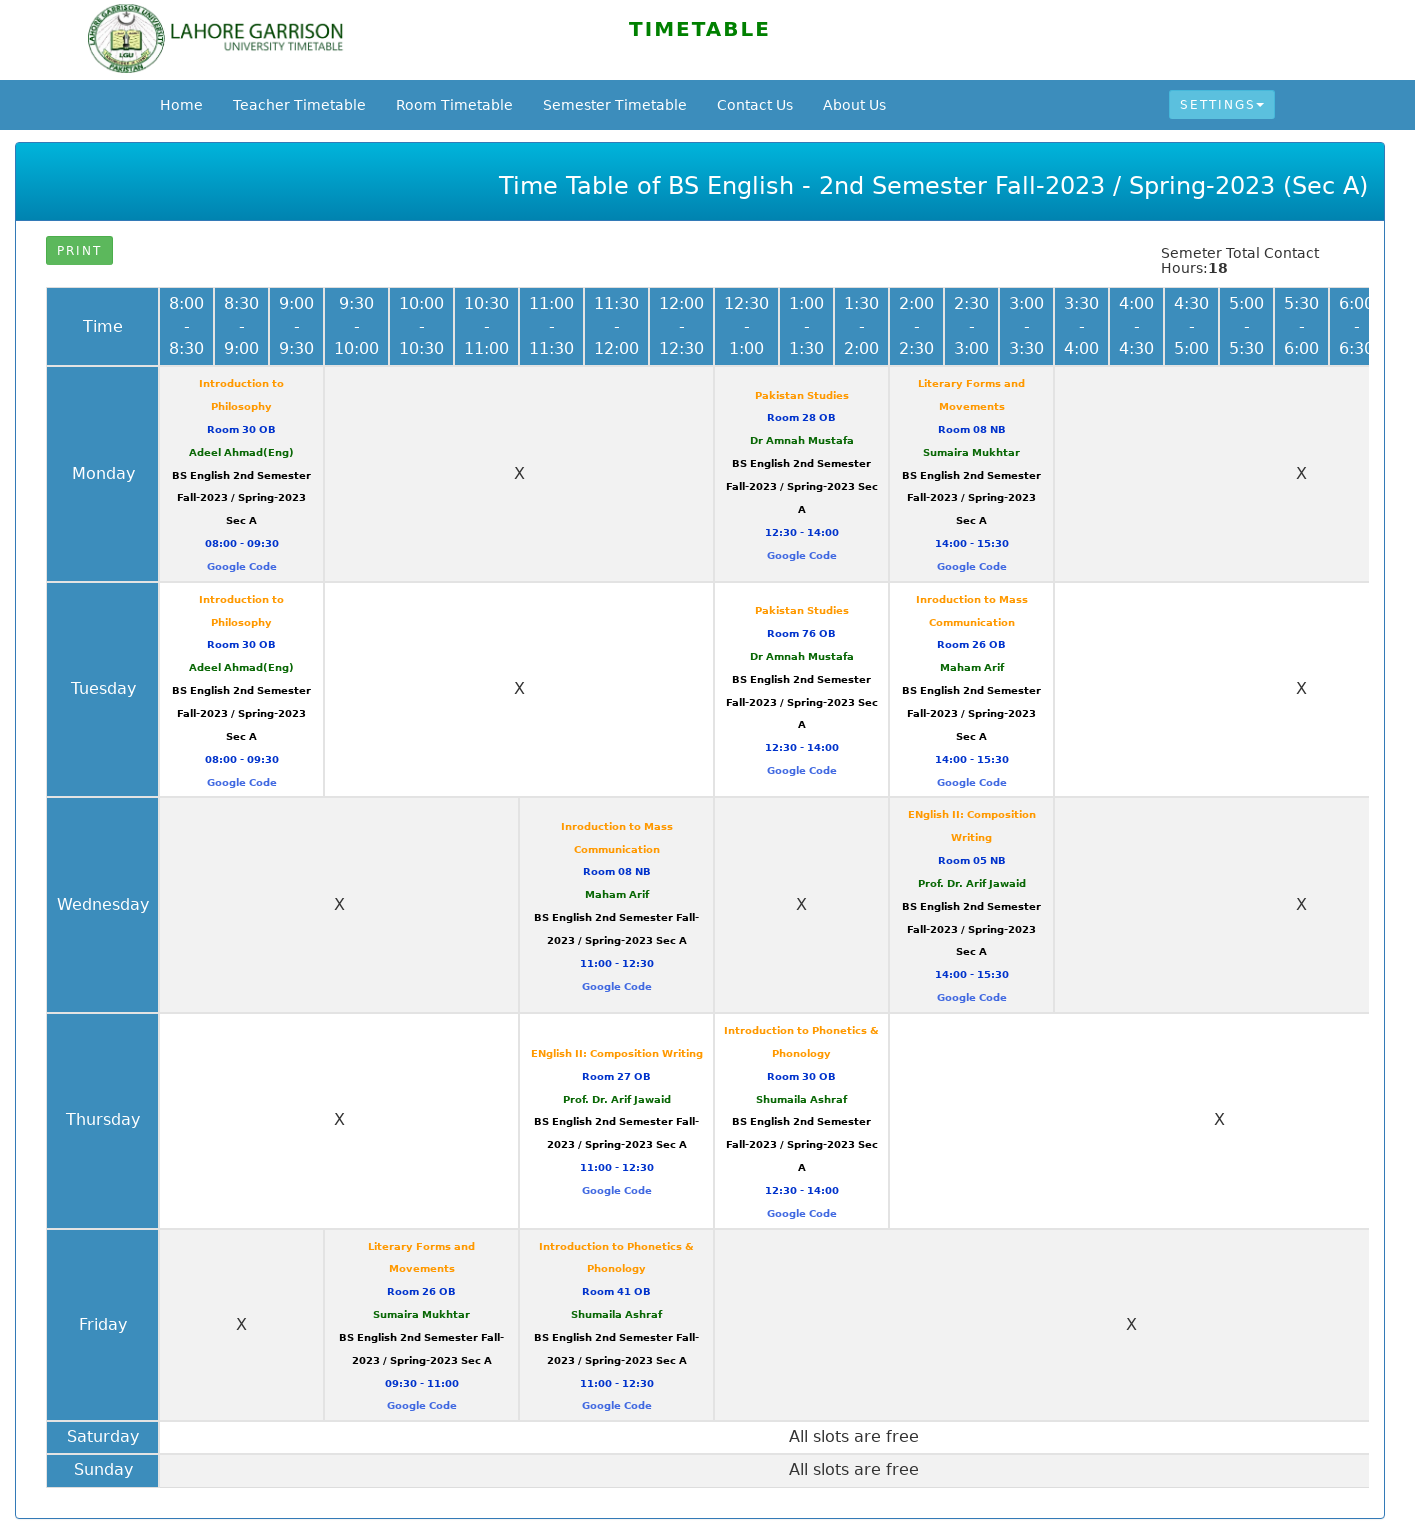 LAHORE GARRISON
UNIVERSITY TIMETABLE
TIMETABLE
Home Teacher Timetable Room Timetable Semester Timetable Contact Us About Us SETTINGS
Time Table of BS English - 2nd Semester Fall-2023 / Spring-2023 (Sec A)
PRINT
Semeter Total Contact
Hours:18
Time
8:00 - 8:30
8:30 - 9:00
9:00 - 9:30
9:30 - 10:00
10:00 - 10:30
10:30 - 11:00
11:00 - 11:30
11:30 - 12:00
12:00 - 12:30
12:30 - 1:00
1:00 - 1:30
1:30 - 2:00
2:00 - 2:30
2:30 - 3:00
3:00 - 3:30
3:30 - 4:00
4:00 - 4:30
4:30 - 5:00
5:00 - 5:30
5:30 - 6:00
6:00 - 6:30
Monday
Introduction to
Philosophy
Room 30 OB
Adeel Ahmad(Eng)
BS English 2nd Semester
Fall-2023 / Spring-2023
Sec A
08:00 - 09:30
Google Code
X
Pakistan Studies
Room 28 OB
Dr Amnah Mustafa
BS English 2nd Semester
Fall-2023 / Spring-2023 Sec
A
12:30 - 14:00
Google Code
Literary Forms and
Movements
Room 08 NB
Sumaira Mukhtar
BS English 2nd Semester
Fall-2023 / Spring-2023
Sec A
14:00 - 15:30
Google Code
X
Tuesday
Introduction to
Philosophy
Room 30 OB
Adeel Ahmad(Eng)
BS English 2nd Semester
Fall-2023 / Spring-2023
Sec A
08:00 - 09:30
Google Code
X
Pakistan Studies
Room 76 OB
Dr Amnah Mustafa
BS English 2nd Semester
Fall-2023 / Spring-2023 Sec
A
12:30 - 14:00
Google Code
Inroduction to Mass
Communication
Room 26 OB
Maham Arif
BS English 2nd Semester
Fall-2023 / Spring-2023
Sec A
14:00 - 15:30
Google Code
X
Wednesday
X
Inroduction to Mass
Communication
Room 08 NB
Maham Arif
BS English 2nd Semester Fall-
2023 / Spring-2023 Sec A
11:00 - 12:30
Google Code
X
ENglish II: Composition
Writing
Room 05 NB
Prof. Dr. Arif Jawaid
BS English 2nd Semester
Fall-2023 / Spring-2023
Sec A
14:00 - 15:30
Google Code
X
Thursday
X
ENglish II: Composition Writing
Room 27 OB
Prof. Dr. Arif Jawaid
BS English 2nd Semester Fall-
2023 / Spring-2023 Sec A
11:00 - 12:30
Google Code
Introduction to Phonetics &
Phonology
Room 30 OB
Shumaila Ashraf
BS English 2nd Semester
Fall-2023 / Spring-2023 Sec
A
12:30 - 14:00
Google Code
X
Friday
X
Literary Forms and
Movements
Room 26 OB
Sumaira Mukhtar
BS English 2nd Semester Fall-
2023 / Spring-2023 Sec A
09:30 - 11:00
Google Code
Introduction to Phonetics &
Phonology
Room 41 OB
Shumaila Ashraf
BS English 2nd Semester Fall-
2023 / Spring-2023 Sec A
11:00 - 12:30
Google Code
X
Saturday
All slots are free
Sunday
All slots are free